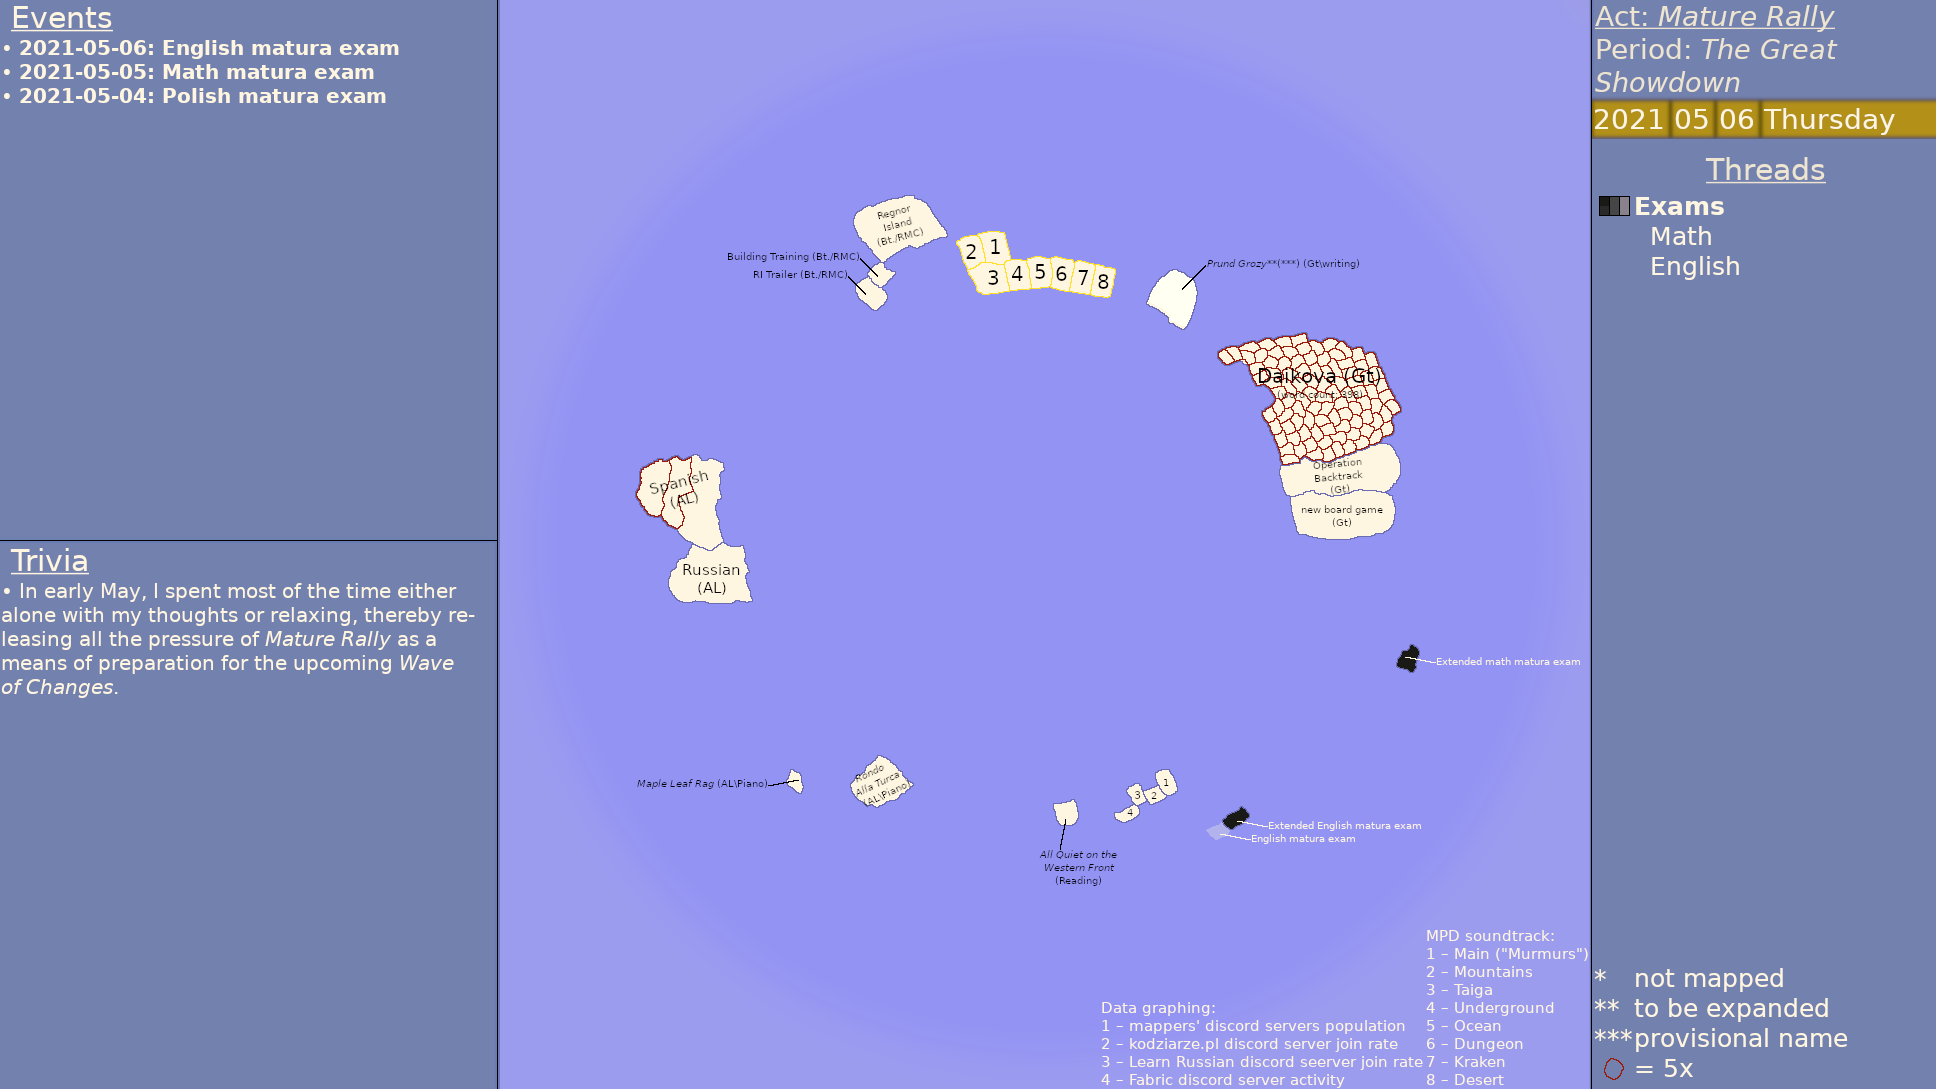 Events
• 2021-05-06: English matura exam
• 2021-05-05: Math matura exam
• 2021-05-04: Polish matura exam
Trivia
• In early May, I spent most of the time either
alone with my thoughts or relaxing, thereby re-
leasing all the pressure of Mature Rally as a
means of preparation for the upcoming Wave
of Changes.
Regnor
Island
(Bt./RMC)
Building Training (Bt./RMC)
RI Trailer (Bt./RMC)
2 1
3 4 5 6 7 8
Prund Grozy**(***) (Gt\writing)
Daikova (Gt)
(word count: 398)
Operation
Backtrack
(Gt)
new board game
(Gt)
Spanish
(AL)
Russian
(AL)
Extended math matura exam
Maple Leaf Rag (AL\Piano)
Rondo
Alla Turca
(AL\Piano)
All Quiet on the
Western Front
(Reading)
1
3 2
4
Extended English matura exam
English matura exam
Data graphing:
1 – mappers' discord servers population
2 – kodziarze.pl discord server join rate
3 – Learn Russian discord seerver join rate
4 – Fabric discord server activity
MPD soundtrack:
1 – Main ("Murmurs")
2 – Mountains
3 – Taiga
4 – Underground
5 – Ocean
6 – Dungeon
7 – Kraken
8 – Desert
Act: Mature Rally
Period: The Great
Showdown
2021 05 06 Thursday
Threads
Exams
Math
English
* not mapped
** to be expanded
***provisional name
= 5x